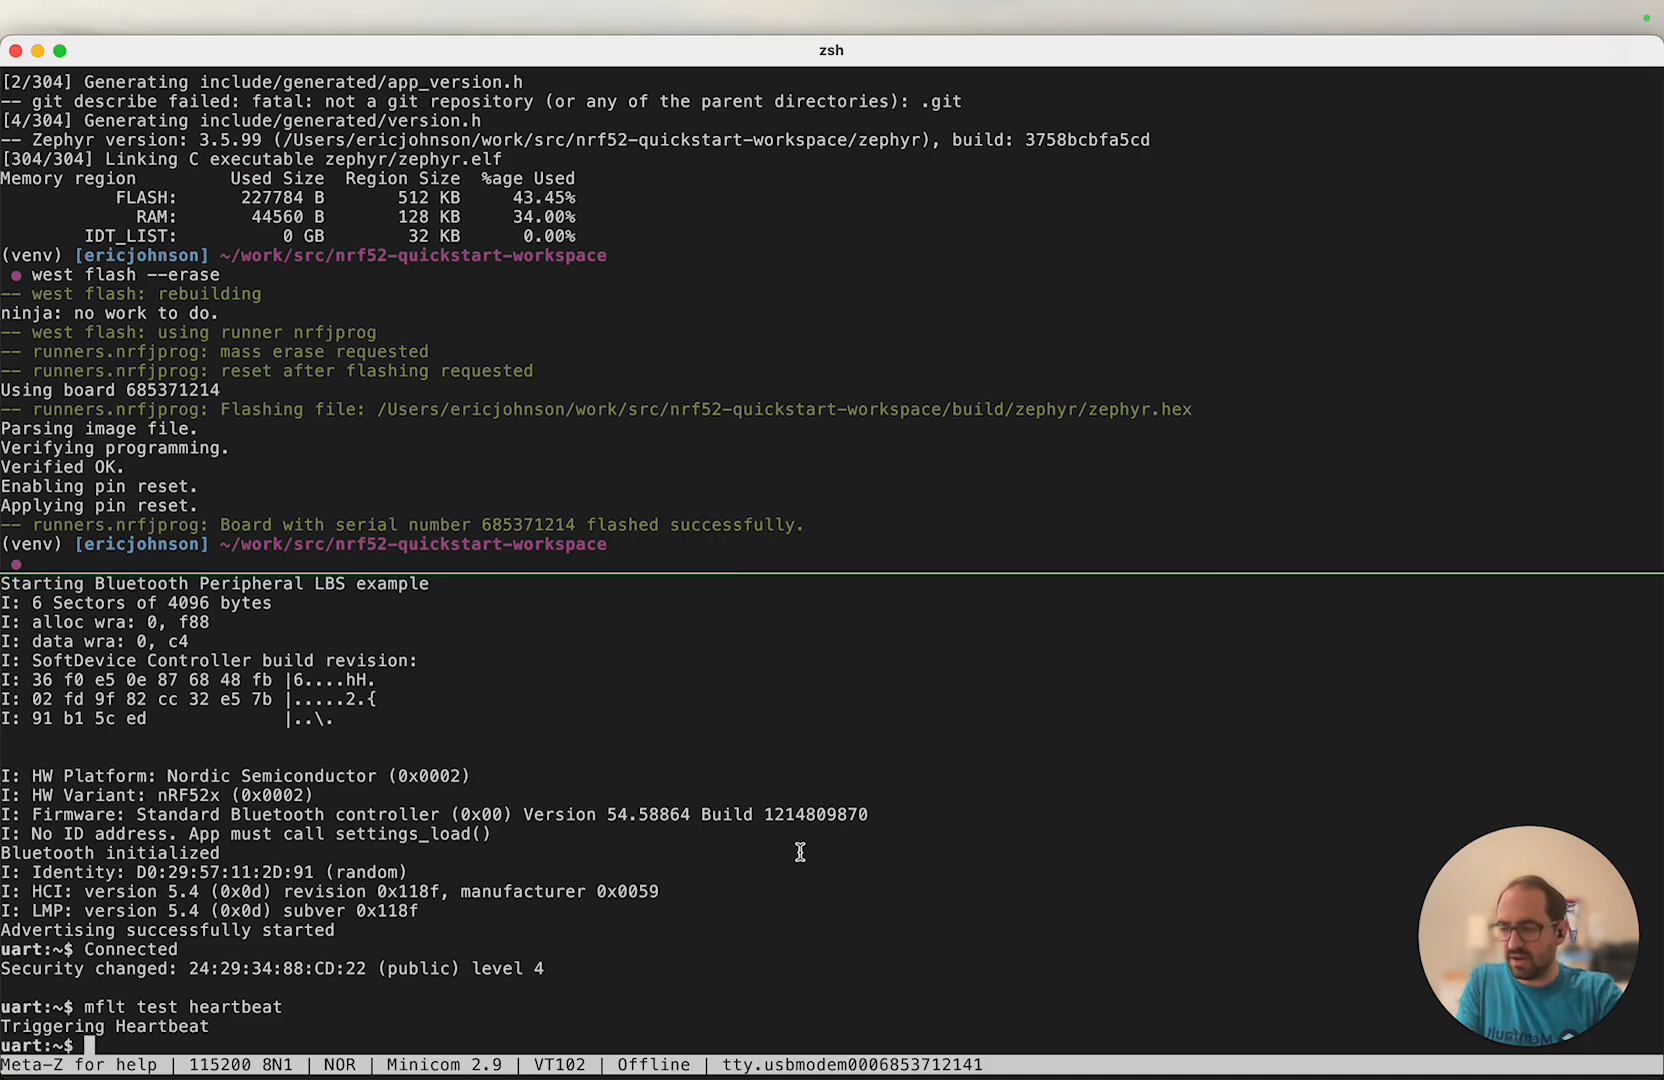 zsh
[2/304] Generating include/generated/app_version.h
-- git describe failed: fatal: not a git repository (or any of the parent directories): .git
[4/304] Generating include/generated/version.h
-- Zephyr version: 3.5.99 (/Users/ericjohnson/work/src/nrf52-quickstart-workspace/zephyr), build: 3758bcbfa5cd
[304/304] Linking C executable zephyr/zephyr.elf
Memory region         Used Size  Region Size  %age Used
           FLASH:      227784 B       512 KB     43.45%
             RAM:       44560 B       128 KB     34.00%
        IDT_LIST:          0 GB        32 KB      0.00%
(venv) [ericjohnson] ~/work/src/nrf52-quickstart-workspace
● west flash --erase
-- west flash: rebuilding
ninja: no work to do.
-- west flash: using runner nrfjprog
-- runners.nrfjprog: mass erase requested
-- runners.nrfjprog: reset after flashing requested
Using board 685371214
-- runners.nrfjprog: Flashing file: /Users/ericjohnson/work/src/nrf52-quickstart-workspace/build/zephyr/zephyr.hex
Parsing image file.
Verifying programming.
Verified OK.
Enabling pin reset.
Applying pin reset.
-- runners.nrfjprog: Board with serial number 685371214 flashed successfully.
(venv) [ericjohnson] ~/work/src/nrf52-quickstart-workspace
●
Starting Bluetooth Peripheral LBS example
I: 6 Sectors of 4096 bytes
I: alloc wra: 0, f88
I: data wra: 0, c4
I: SoftDevice Controller build revision:
I: 36 f0 e5 0e 87 68 48 fb |6....hH.
I: 02 fd 9f 82 cc 32 e5 7b |.....2.{
I: 91 b1 5c ed             |..\.
I: HW Platform: Nordic Semiconductor (0x0002)
I: HW Variant: nRF52x (0x0002)
I: Firmware: Standard Bluetooth controller (0x00) Version 54.58864 Build 1214809870
I: No ID address. App must call settings_load()
Bluetooth initialized
I: Identity: D0:29:57:11:2D:91 (random)
I: HCI: version 5.4 (0x0d) revision 0x118f, manufacturer 0x0059
I: LMP: version 5.4 (0x0d) subver 0x118f
Advertising successfully started
uart:~$ Connected
Security changed: 24:29:34:88:CD:22 (public) level 4
uart:~$ mflt test heartbeat
Triggering Heartbeat
uart:~$
Meta-Z for help | 115200 8N1 | NOR | Minicom 2.9 | VT102 | Offline | tty.usbmodem0006853712141
Memfault